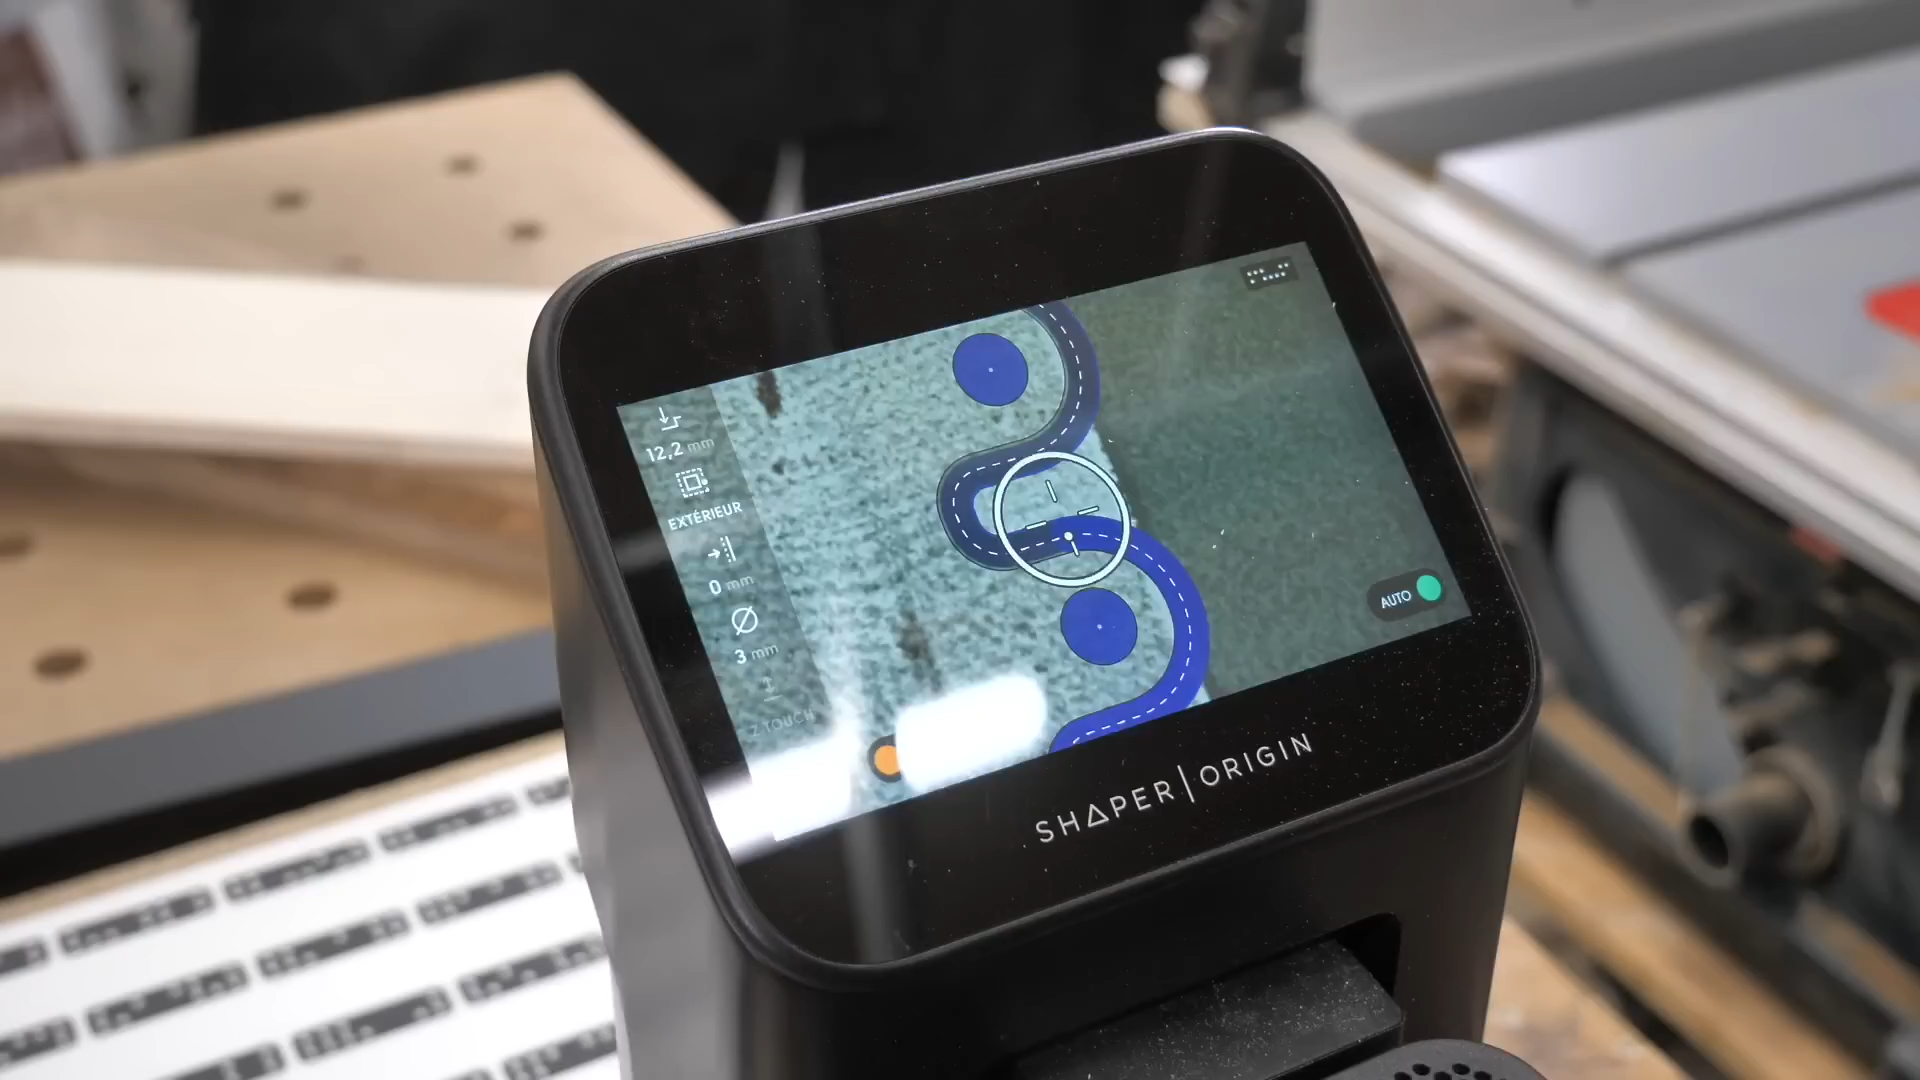 12,2 mm
EXTÉRIEUR
0 mm
3 mm
Z TOUCH
AUTO
SHAPER | ORIGIN